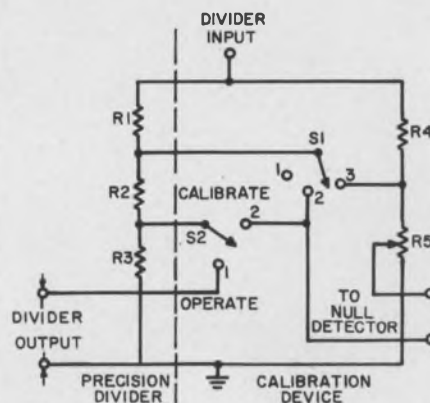 DIVIDER
INPUT
R1
S1
R4
1
3
2
R2
CALIBRATE
2
S2
R5
R3
1
TO
NULL
DETECTOR
OPERATE
DIVIDER
OUTPUT
PRECISION
DIVIDER
CALIBRATION
DEVICE